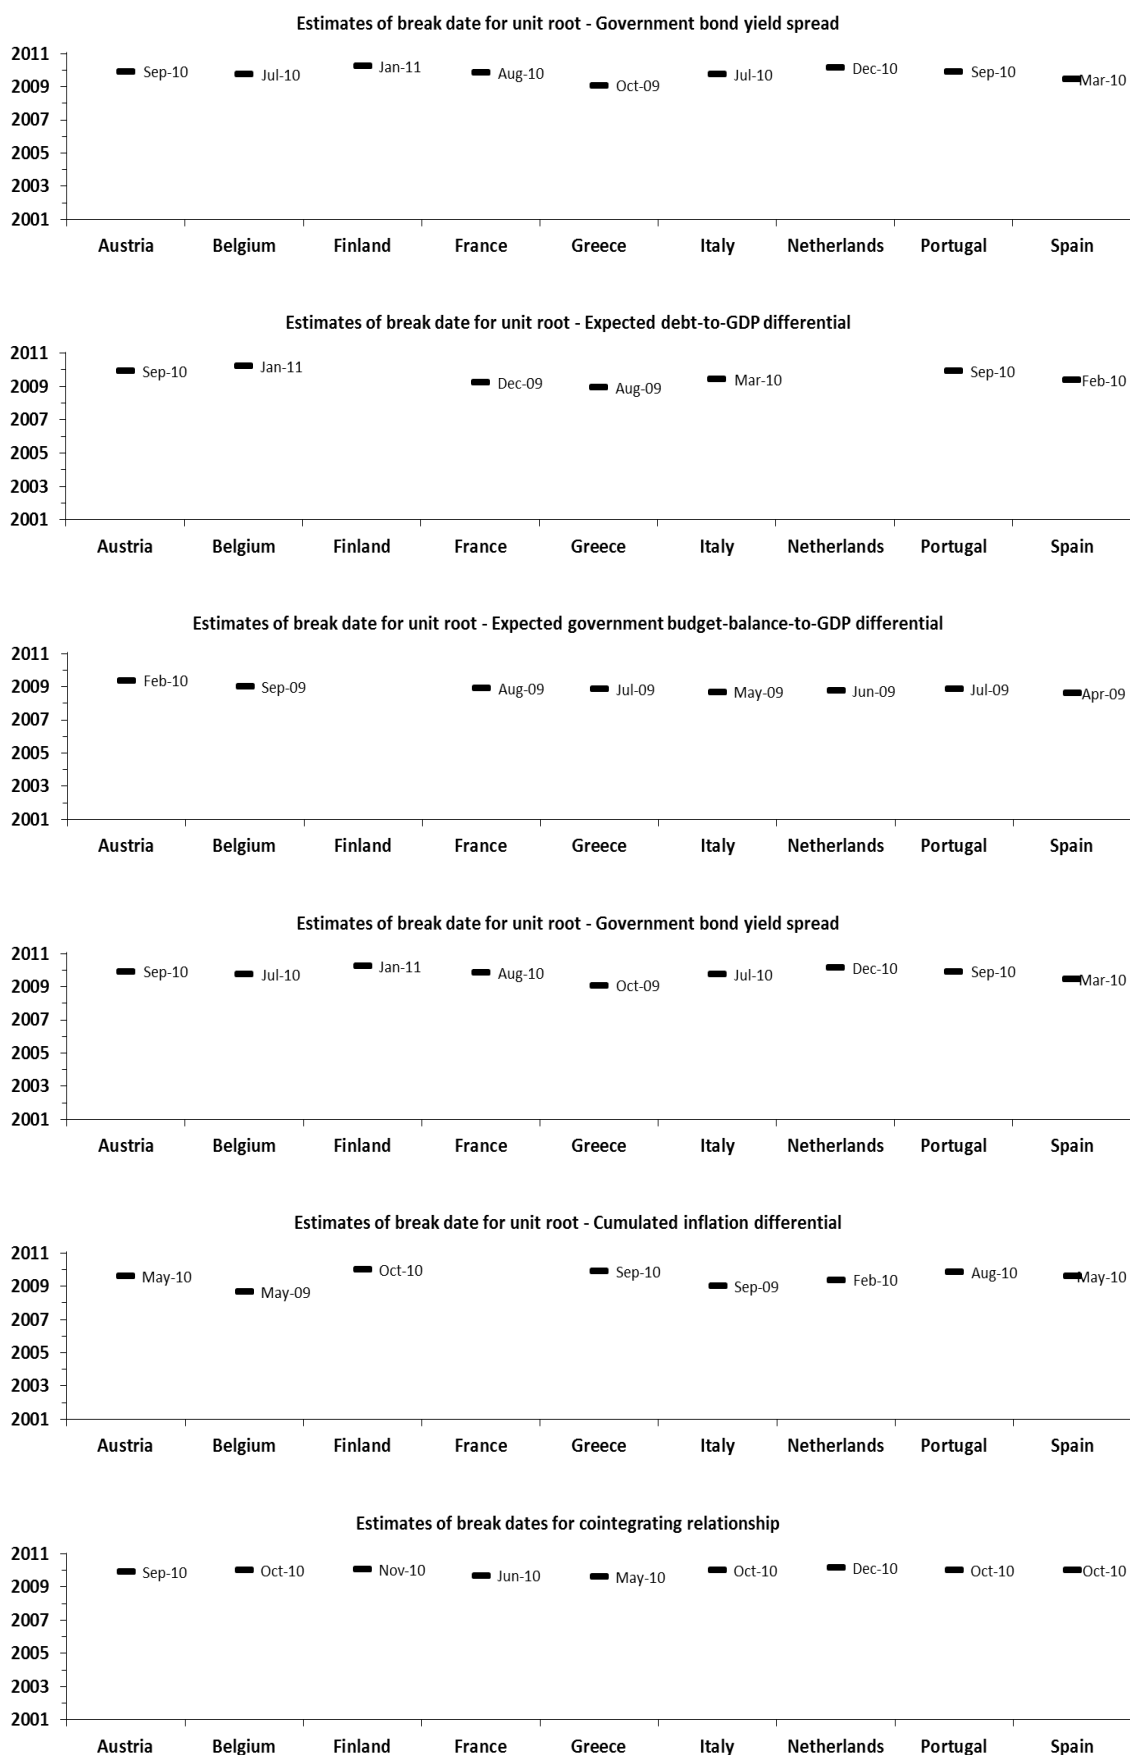 Estimates of break date for unit root - Government bond yield spread
2011
2009
2007
2005
2003
2001
Sep-10 Jul-10 Jan-11 Aug-10 Oct-09 Jul-10 Dec-10 Sep-10 Mar-10
Austria Belgium Finland France Greece Italy Netherlands Portugal Spain
Estimates of break date for unit root - Expected debt-to-GDP differential
2011
2009
2007
2005
2003
2001
Sep-10 Jan-11 Dec-09 Aug-09 Mar-10 Sep-10 Feb-10
Austria Belgium Finland France Greece Italy Netherlands Portugal Spain
Estimates of break date for unit root - Expected government budget-balance-to-GDP differential
2011
2009
2007
2005
2003
2001
Feb-10 Sep-09 Aug-09 Jul-09 May-09 Jun-09 Jul-09 Apr-09
Austria Belgium Finland France Greece Italy Netherlands Portugal Spain
Estimates of break date for unit root - Government bond yield spread
2011
2009
2007
2005
2003
2001
Sep-10 Jul-10 Jan-11 Aug-10 Oct-09 Jul-10 Dec-10 Sep-10 Mar-10
Austria Belgium Finland France Greece Italy Netherlands Portugal Spain
Estimates of break date for unit root - Cumulated inflation differential
2011
2009
2007
2005
2003
2001
May-10 May-09 Oct-10 Sep-10 Sep-09 Feb-10 Aug-10 May-10
Austria Belgium Finland France Greece Italy Netherlands Portugal Spain
Estimates of break dates for cointegrating relationship
2011
2009
2007
2005
2003
2001
Sep-10 Oct-10 Nov-10 Jun-10 May-10 Oct-10 Dec-10 Oct-10 Oct-10
Austria Belgium Finland France Greece Italy Netherlands Portugal Spain